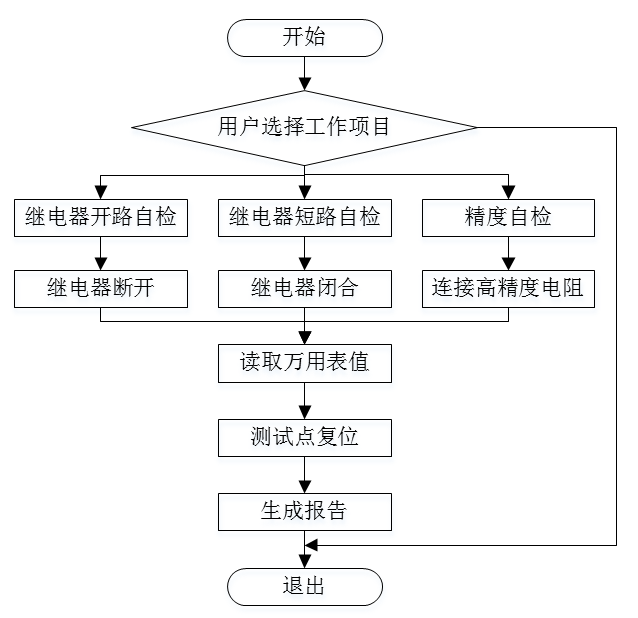 开始
用户选择工作项目
继电器开路自检
继电器短路自检
精度自检
继电器断开
继电器闭合
连接高精度电阻
读取万用表值
测试点复位
生成报告
退出